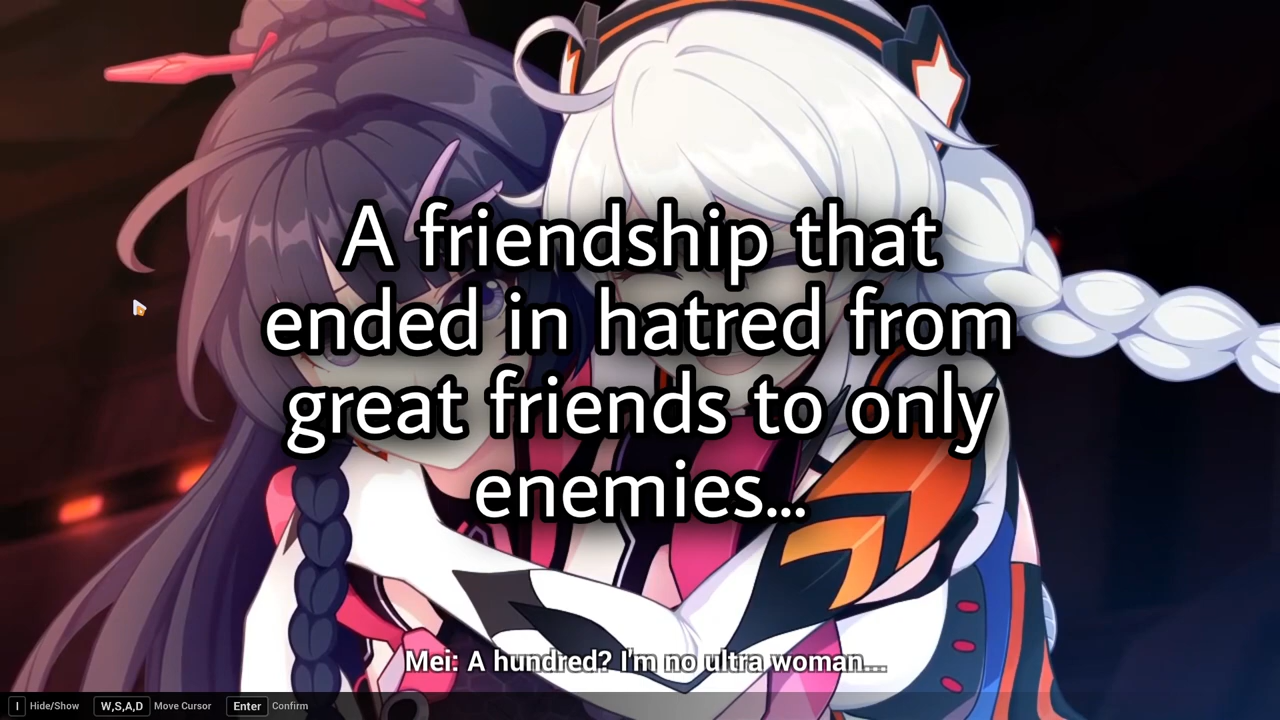 A friendship that
ended in hatred from
great friends to only
enemies...
Mei: A hundred? I'm no ultra woman...
I Hide/Show W,S,A,D Move Cursor Enter Confirm